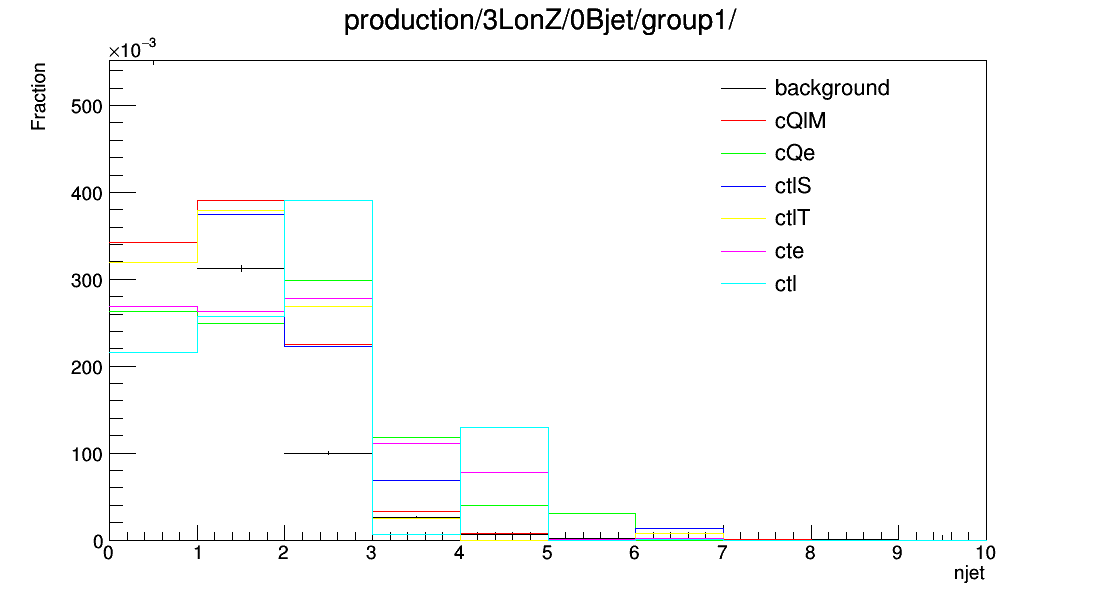 production/3LonZ/0Bjet/group1/
×10⁻³
Fraction
500
400
300
200
100
0
background
cQlM
cQe
ctlS
ctlT
cte
ctl
0 1 2 3 4 5 6 7 8 9 10
njet